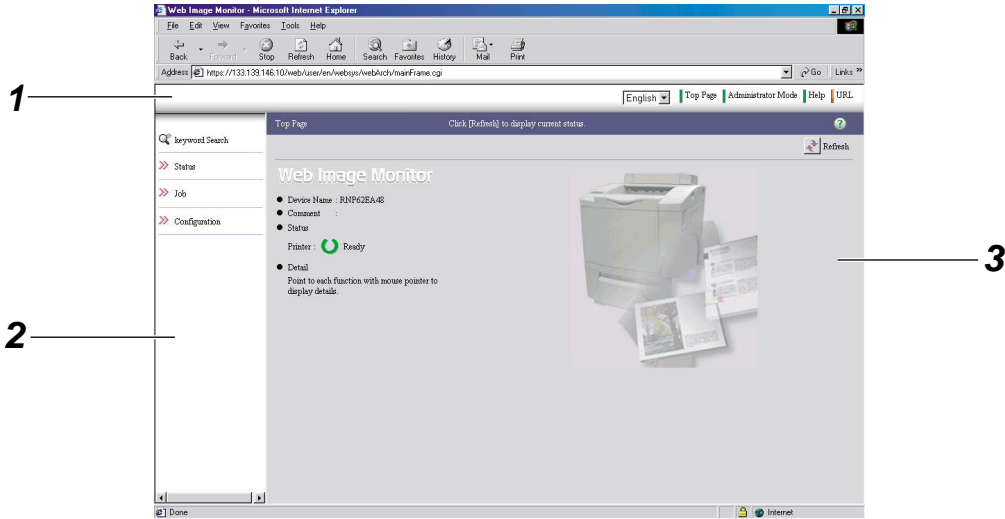 Web Image Monitor - Microsoft Internet Explorer
File Edit View Favorites Tools Help
Back Forward Stop Refresh Home Search Favorites History Mail Print
Address https://133.139.146.10/web/user/en/websys/webArch/mainFrame.cgi Go Links »
1
English Top Page Administrator Mode Help URL
Top Page Click [Refresh] to display current status. ?
keyword Search
Refresh
Status
Web Image Monitor
Job
Device Name : RNP62EA48
Comment :
Configuration
Status
Printer : Ready
3
Detail
Point to each function with mouse pointer to
display details.
2
Done Internet